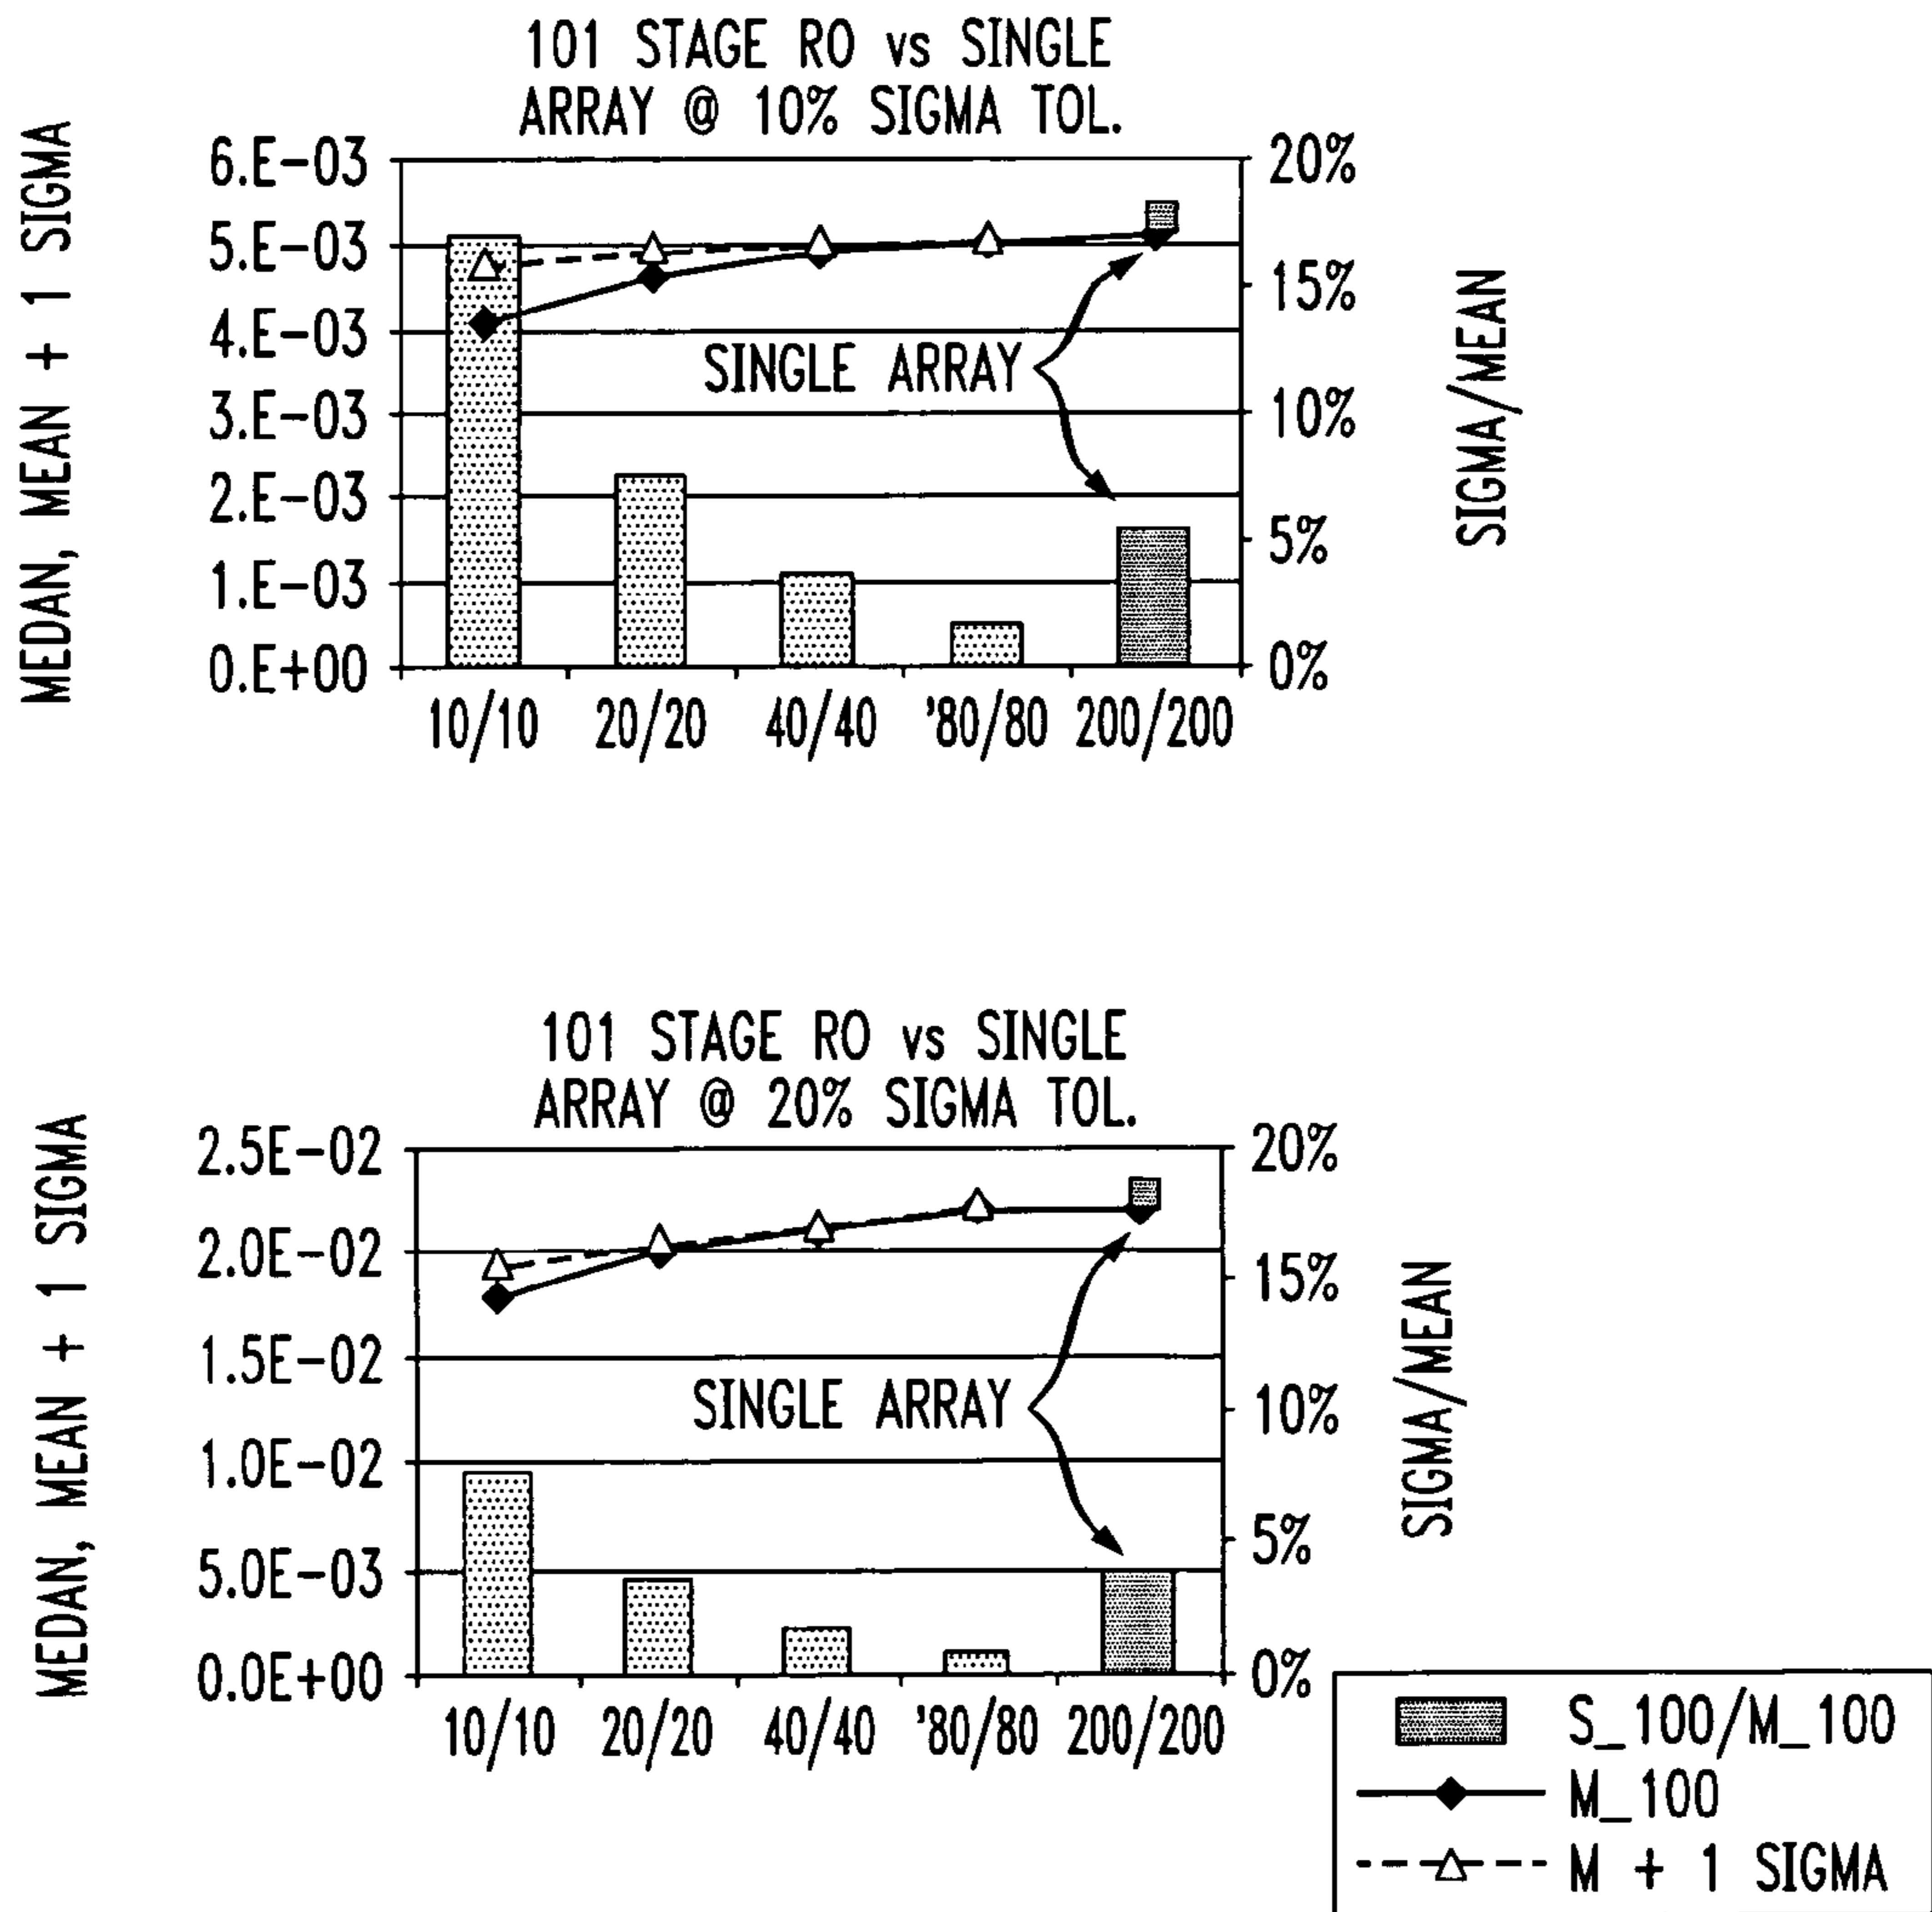 101 STAGE RO vs SINGLE
ARRAY @ 10% SIGMA TOL.
MEDAN, MEAN + 1 SIGMA
6.E-03
5.E-03
4.E-03
3.E-03
2.E-03
1.E-03
0.E+00
20%
15%
10%
5%
0%
SIGMA/MEAN
SINGLE ARRAY
10/10 20/20 40/40 '80/80 200/200
101 STAGE RO vs SINGLE
ARRAY @ 20% SIGMA TOL.
MEDAN, MEAN + 1 SIGMA
2.5E-02
2.0E-02
1.5E-02
1.0E-02
5.0E-03
0.0E+00
20%
15%
10%
5%
0%
SIGMA/MEAN
SINGLE ARRAY
10/10 20/20 40/40 '80/80 200/200
S_100/M_100
M_100
M + 1 SIGMA